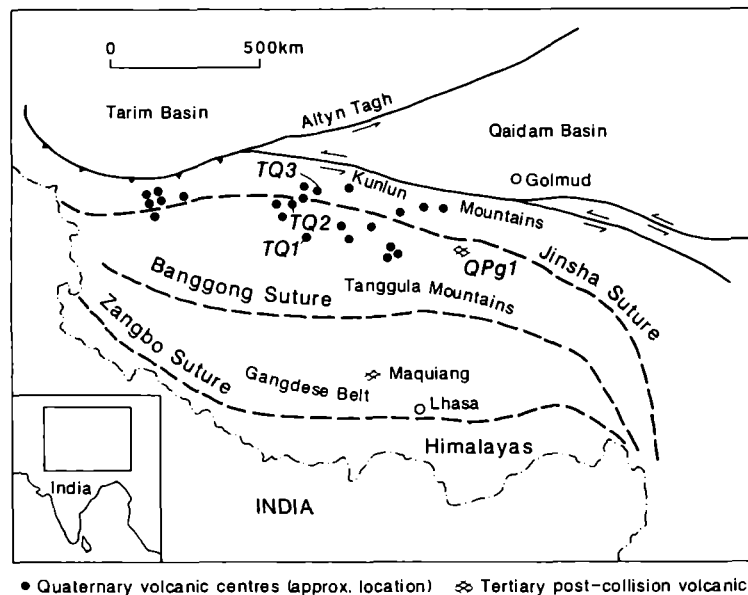 0 500km
Tarim Basin
Altyn Tagh
Qaidam Basin
TQ3
Kunlun
Golmud
Mountains
TQ2
TQ1
QPg1
Jinsha Suture
Banggong Suture
Tanggula Mountains
Zangbo Suture
Gangdese Belt
Maquiang
Lhasa
Himalayas
India
INDIA
Quaternary volcanic centres (approx. location) Tertiary post-collision volcanic